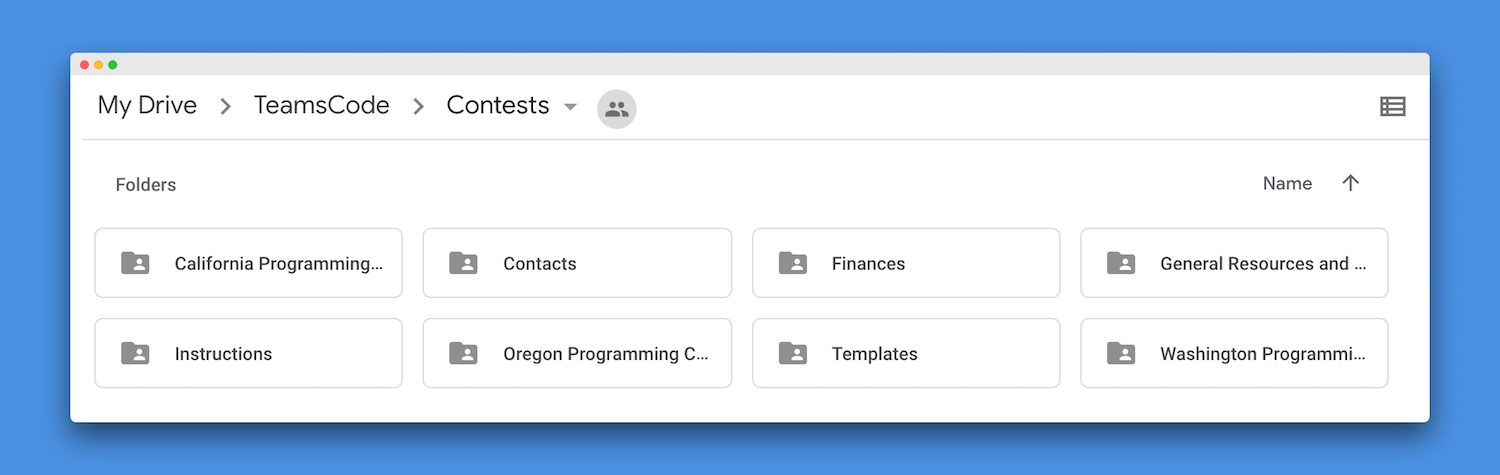 My Drive > TeamsCode > Contests
Folders
Name
California Programming...
Contacts
Finances
General Resources and ...
Instructions
Oregon Programming C...
Templates
Washington Programmi...